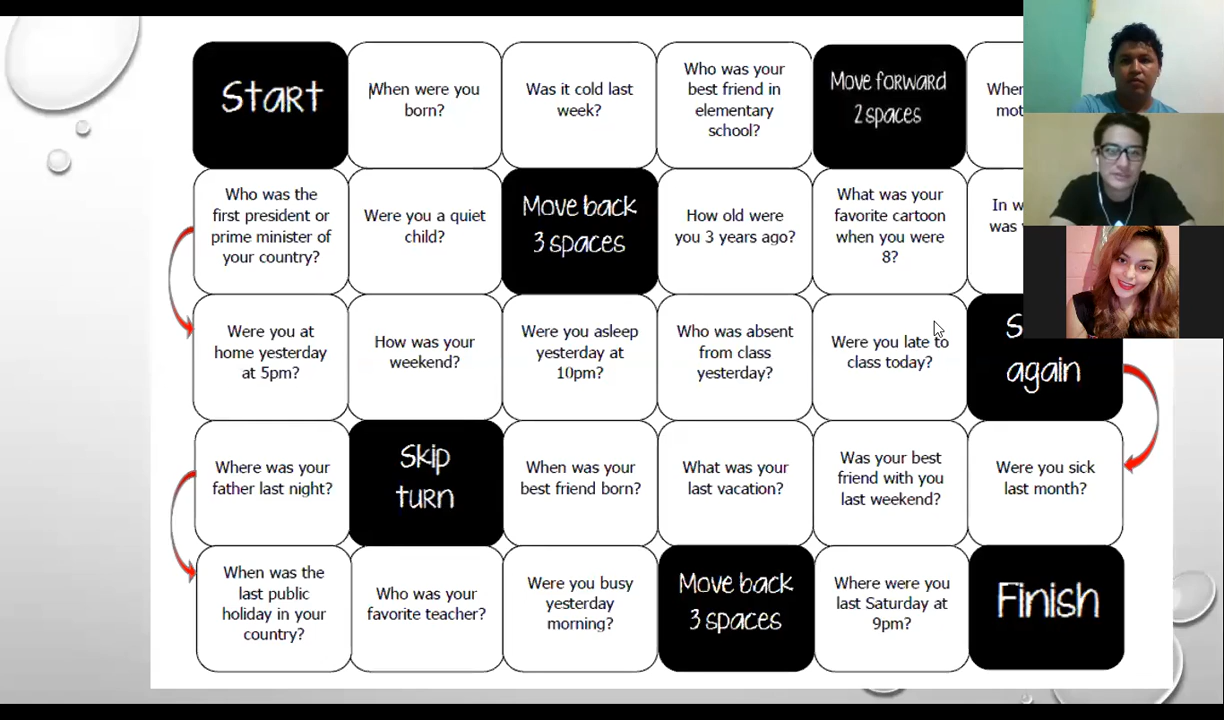 Start
When were you
born?
Was it cold last
week?
Who was your
best friend in
elementary
school?
Move forward
2 spaces
Who was the
first president or
prime minister of
your country?
Were you a quiet
child?
Move back
3 spaces
How old were
you 3 years ago?
What was your
favorite cartoon
when you were
8?
In
was
Were you at
home yesterday
at 5pm?
How was your
weekend?
Were you asleep
yesterday at
10pm?
Who was absent
from class
yesterday?
Were you late to
class today?
again
Where was your
father last night?
Skip
turn
When was your
best friend born?
What was your
last vacation?
Was your best
friend with you
last weekend?
Were you sick
last month?
When was the
last public
holiday in your
country?
Who was your
favorite teacher?
Were you busy
yesterday
morning?
Move back
3 spaces
Where were you
last Saturday at
9pm?
Finish